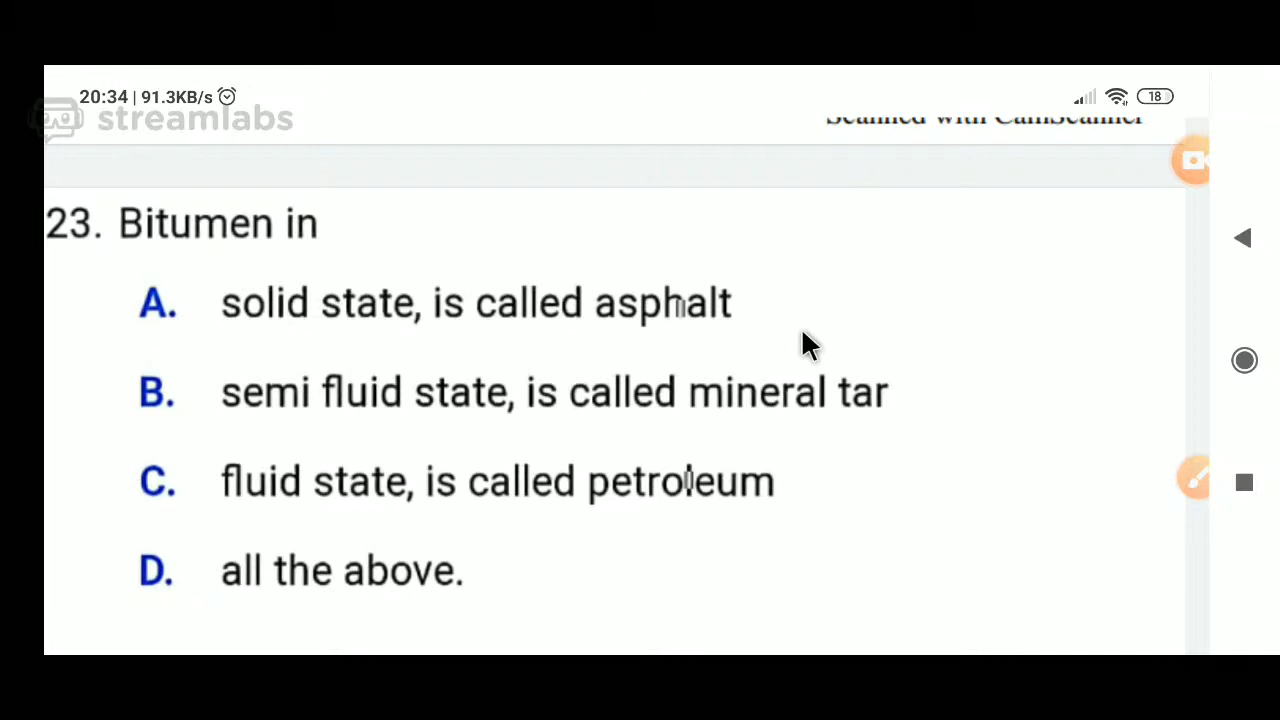 20:34 | 91.3KB/s
18
streamlabs
Scanned with CamScanner
23. Bitumen in
A. solid state, is called asphalt
B. semi fluid state, is called mineral tar
C. fluid state, is called petroleum
D. all the above.